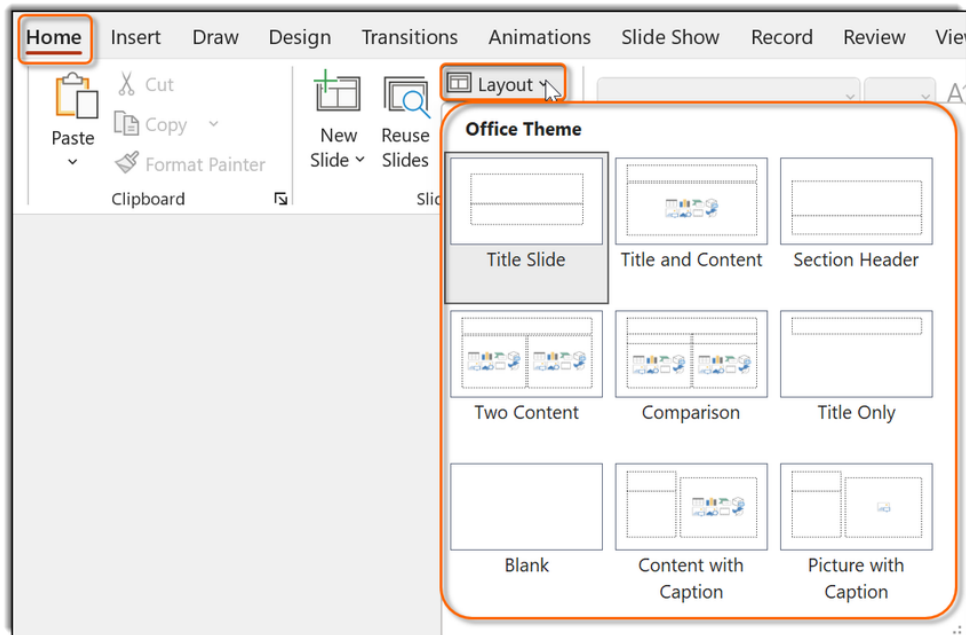 Home Insert Draw Design Transitions Animations Slide Show Record Review
Layout
Cut
Copy
Paste
Format Painter
New
Slide
Reuse
Slides
Clipboard
Office Theme
Title Slide
Title and Content
Section Header
Two Content
Comparison
Title Only
Blank
Content with
Caption
Picture with
Caption